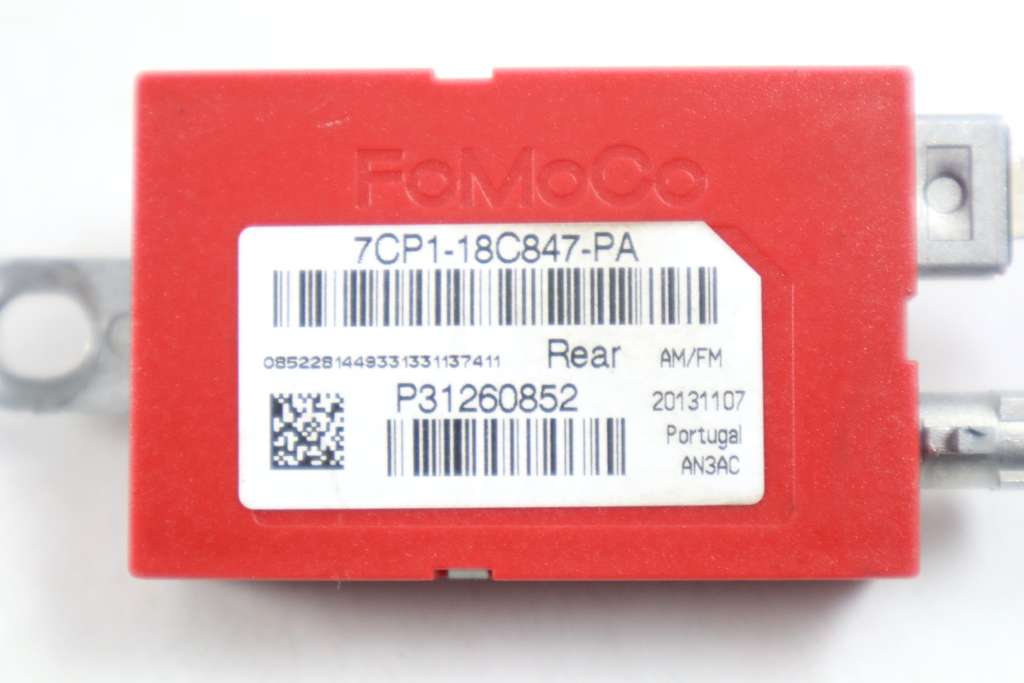 FoMoCo
7CP1-18C847-PA
0852281449331331137411 Rear AM/FM
P31260852 20131107
Portugal
AN3AC